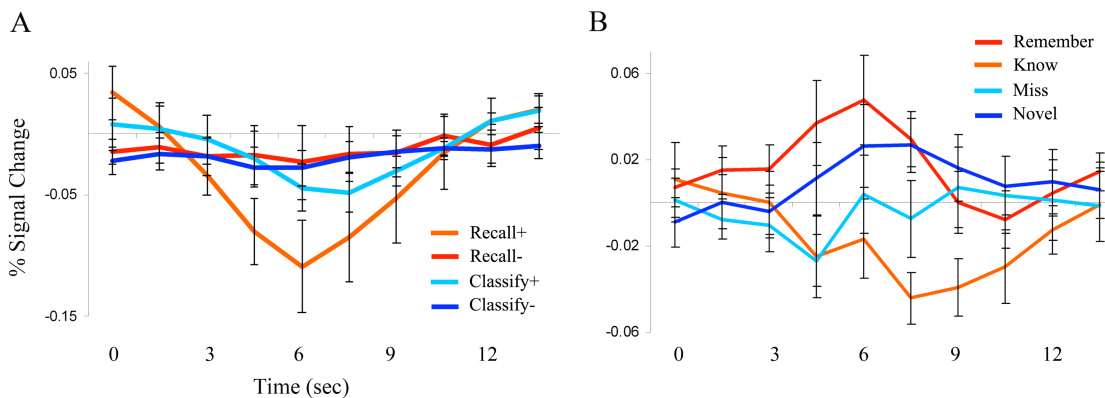 A
% Signal Change
0.05
0
-0.05
-0.15
Recall+
Recall-
Classify+
Classify-
0
3
6
9
12
Time (sec)
B
0.06
0.02
-0.02
-0.06
Remember
Know
Miss
Novel
0
3
6
9
12